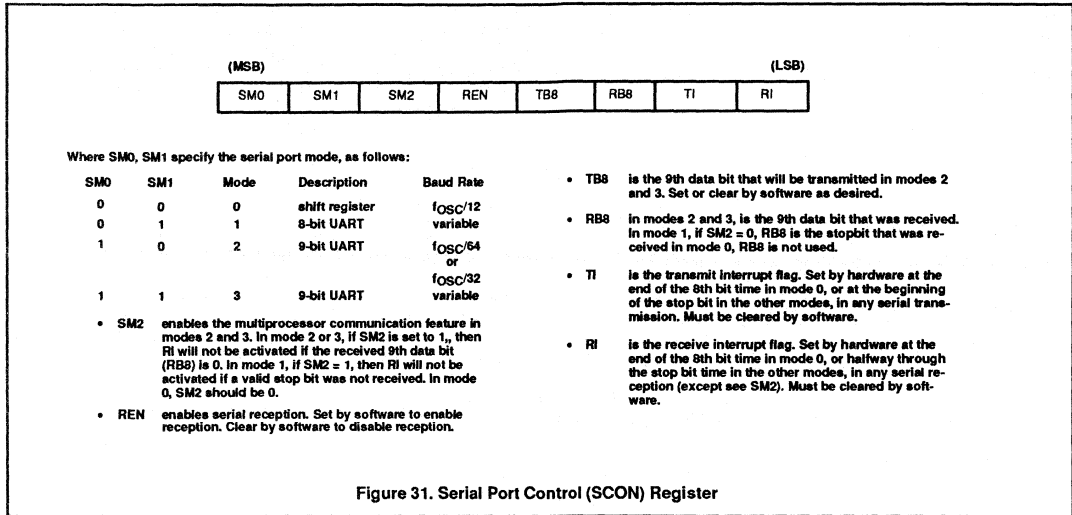 (MSB) (LSB)
SM0 SM1 SM2 REN TB8 RB8 TI RI
Where SM0, SM1 specify the serial port mode, as follows:
SM0 SM1 Mode Description Baud Rate
0 0 0 shift register fOSC/12
0 1 1 8-bit UART variable
1 0 2 9-bit UART fOSC/64
or
fOSC/32
1 1 3 9-bit UART variable
• SM2 enables the multiprocessor communication feature in
modes 2 and 3. In mode 2 or 3, if SM2 is set to 1,, then
RI will not be activated if the received 9th data bit
(RB8) is 0. In mode 1, if SM2 = 1, then RI will not be
activated if a valid stop bit was not received. In mode
0, SM2 should be 0.
• REN enables serial reception. Set by software to enable
reception. Clear by software to disable reception.
• TB8 is the 9th data bit that will be transmitted in modes 2
and 3. Set or clear by software as desired.
• RB8 in modes 2 and 3, is the 9th data bit that was received.
In mode 1, if SM2 = 0, RB8 is the stopbit that was re-
ceived in mode 0, RB8 is not used.
• TI is the transmit interrupt flag. Set by hardware at the
end of the 8th bit time in mode 0, or at the beginning
of the stop bit in the other modes, in any serial trans-
mission. Must be cleared by software.
• RI is the receive interrupt flag. Set by hardware at the
end of the 8th bit time in mode 0, or halfway through
the stop bit time in the other modes, in any serial re-
ception (except see SM2). Must be cleared by soft-
ware.
Figure 31. Serial Port Control (SCON) Register